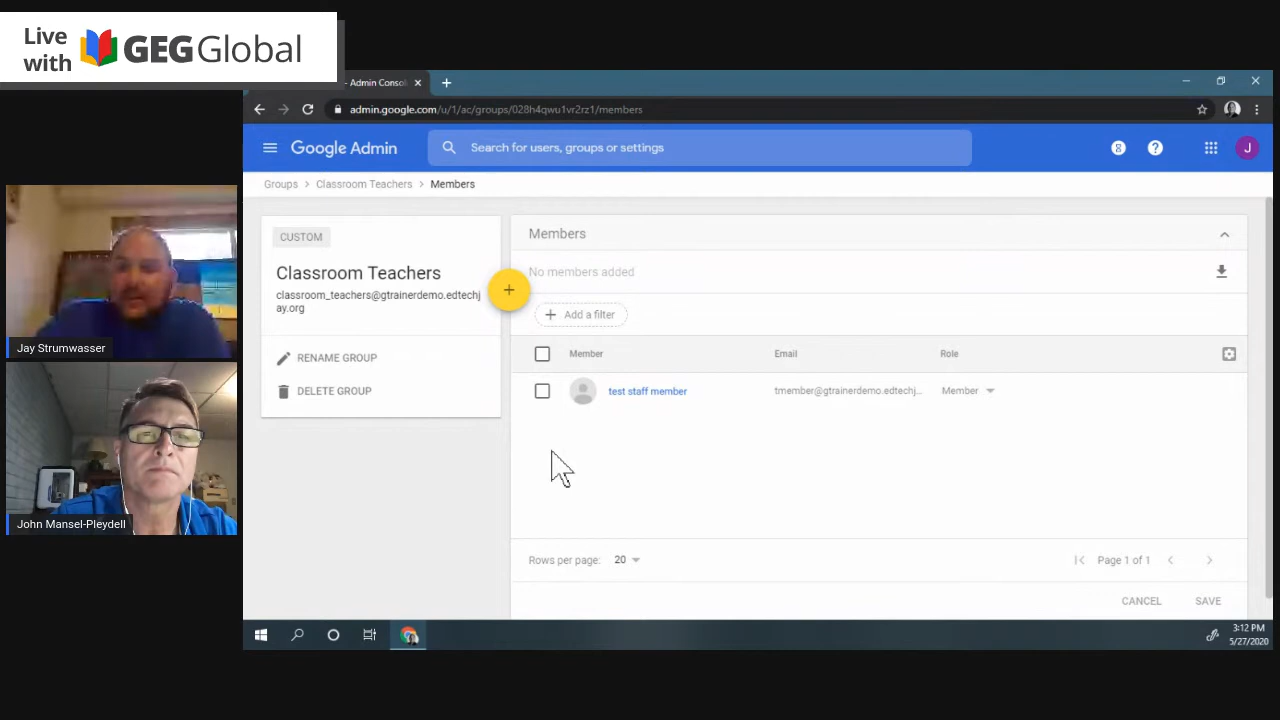 Live
with
GEGGlobal
- Admin Conso
admin.google.com/u/1/ac/groups/028h4qwu1vr2rz1/members
Google Admin
Search for users, groups or settings
J
Groups > Classroom Teachers > Members
CUSTOM
Classroom Teachers
classroom_teachers@gtrainerdemo.edtechj
ay.org
RENAME GROUP
DELETE GROUP
Members
No members added
Add a filter
Member Email Role
test staff member tmember@gtrainerdemo.edtechj... Member
Rows per page: 20 Page 1 of 1
CANCEL SAVE
Jay Strumwasser
John Mansel-Pleydell
3:12 PM
5/27/2020